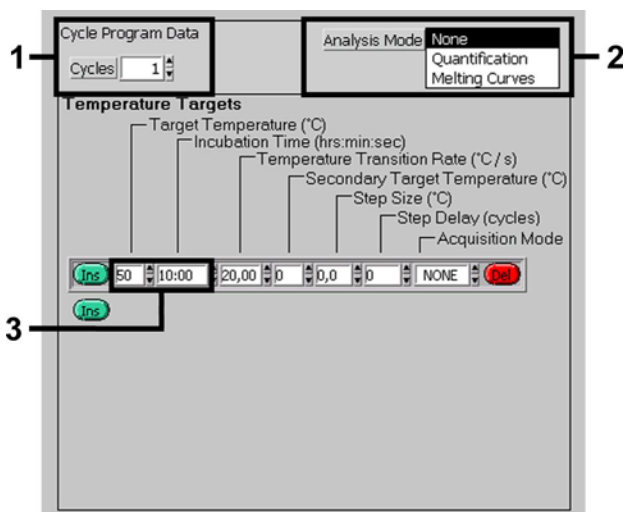 Cycle Program Data
Cycles 1
Analysis Mode None
Quantification
Melting Curves
1
2
Temperature Targets
Target Temperature (°C)
Incubation Time (hrs:min:sec)
Temperature Transition Rate (°C / s)
Secondary Target Temperature (°C)
Step Size (°C)
Step Delay (cycles)
Acquisition Mode
Ins 50 10:00 20,00 0 0,0 0 NONE Del
Ins
3